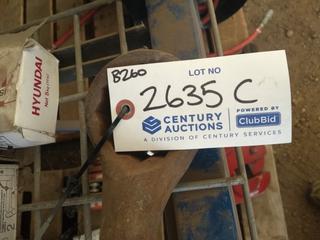 B260
LOT NO
2635 C
CENTURY
AUCTIONS
POWERED BY
ClubBid
A DIVISION OF CENTURY SERVICES
HYUNDAI